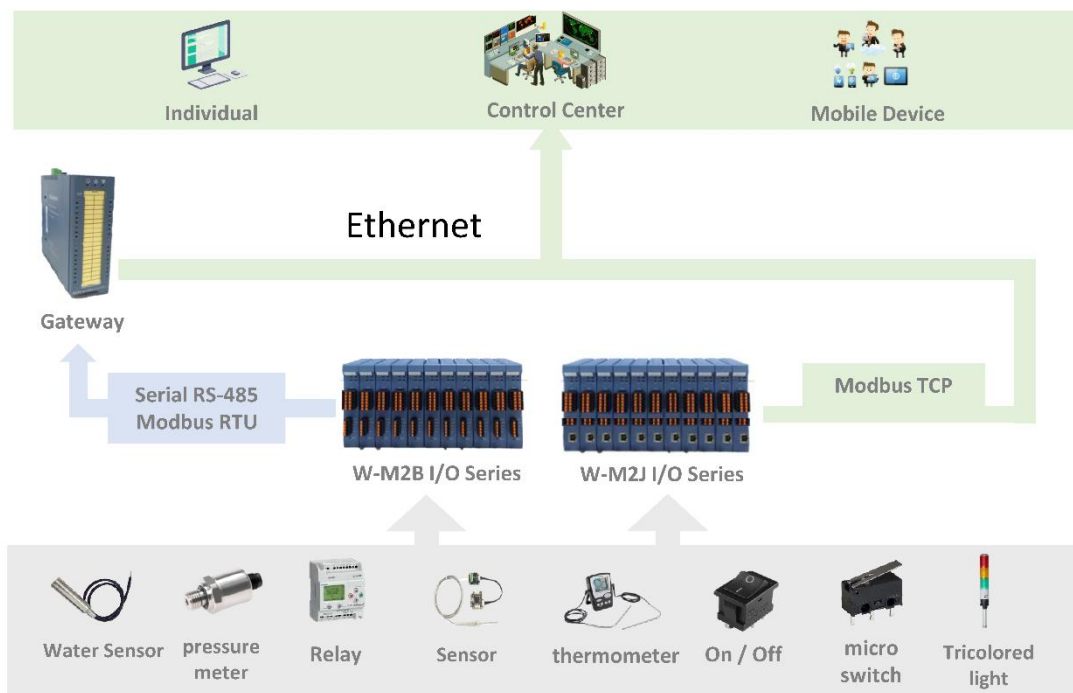 Individual
Control Center
Mobile Device
Ethernet
Gateway
Serial RS-485
Modbus RTU
Modbus TCP
W-M2B I/O Series
W-M2J I/O Series
Water Sensor
pressure
meter
Relay
Sensor
thermometer
On / Off
micro
switch
Tricolored
light